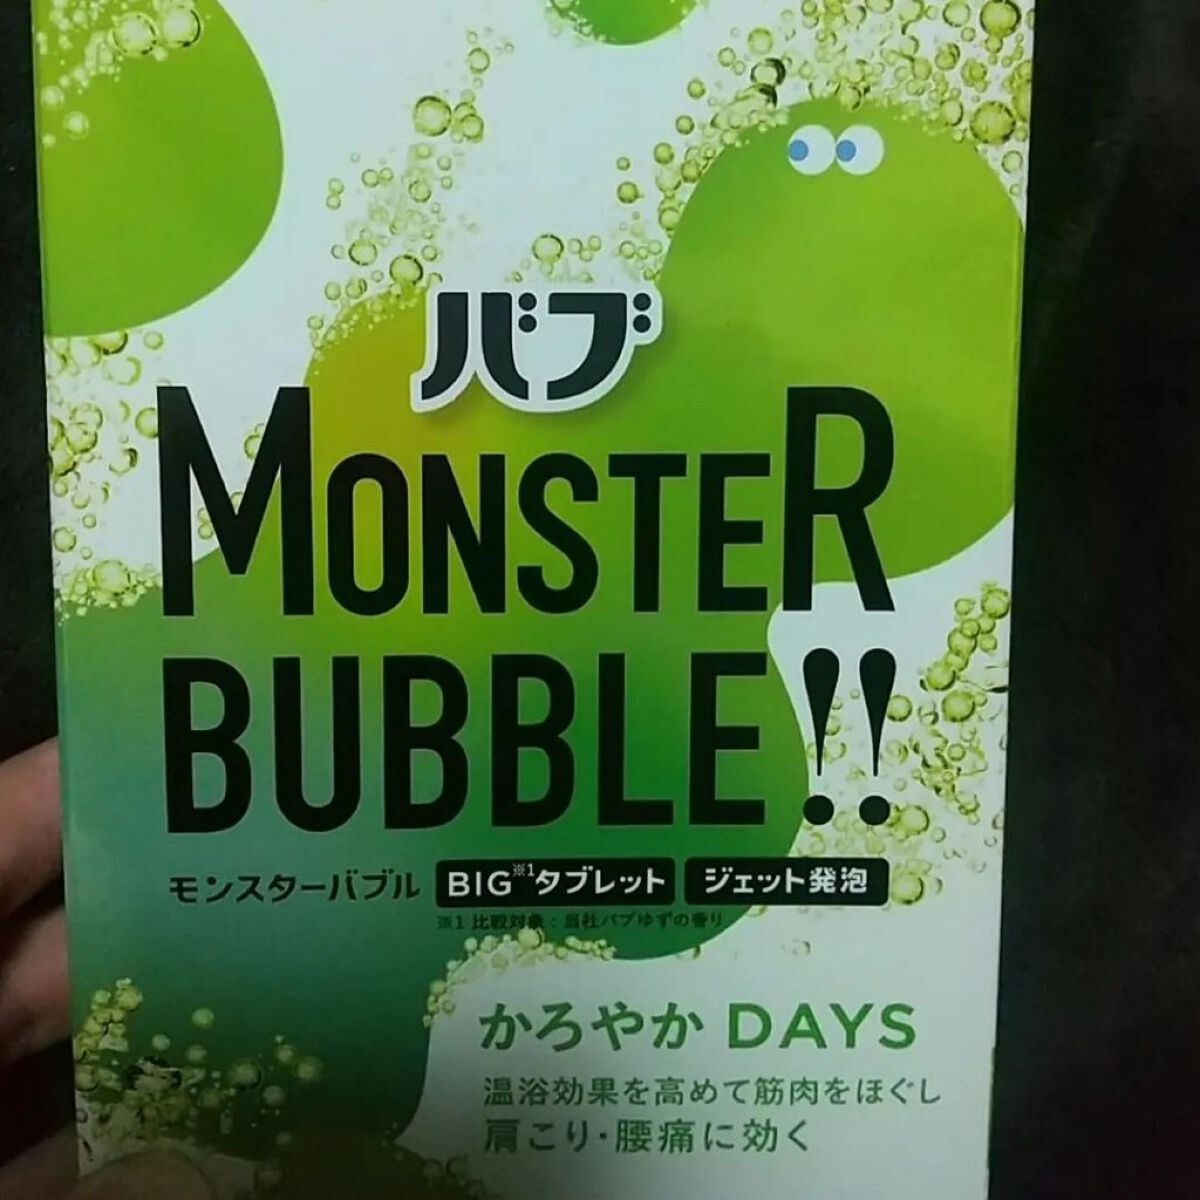 バブ
MONSTER
BUBBLE!!
モンスターバブル BIG※1タブレット ジェット発泡
※1 比較対象：当社バブゆずの香り
かろやか DAYS
温浴効果を高めて筋肉をほぐし
肩こり・腰痛に効く